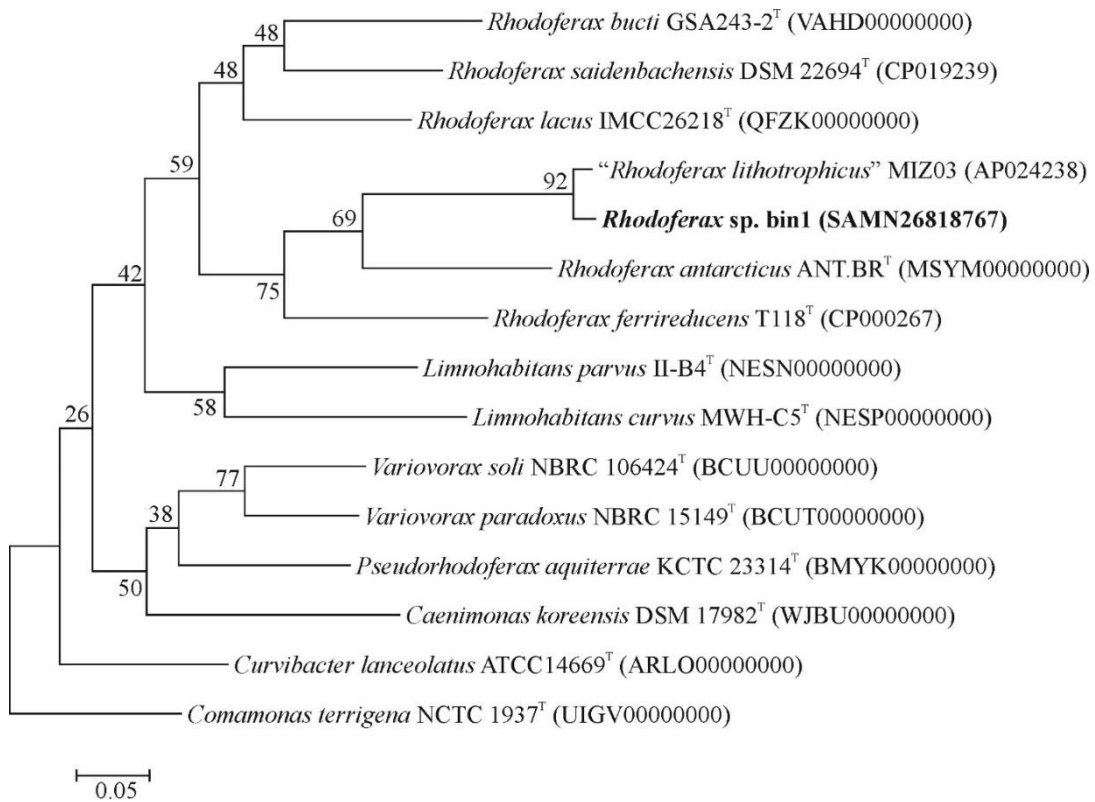 48
Rhodoferax bucti GSA243-2ᵀ (VAHD00000000)
48
Rhodoferax saidenbachensis DSM 22694ᵀ (CP019239)
Rhodoferax lacus IMCC26218ᵀ (QFZK00000000)
59
92
"Rhodoferax lithotrophicus" MIZ03 (AP024238)
69
Rhodoferax sp. bin1 (SAMN26818767)
42
75
Rhodoferax antarcticus ANT.BRᵀ (MSYM00000000)
Rhodoferax ferrireducens T118ᵀ (CP000267)
Limnohabitans parvus II-B4ᵀ (NESN00000000)
26
58
Limnohabitans curvus MWH-C5ᵀ (NESP00000000)
77
Variovorax soli NBRC 106424ᵀ (BCUU00000000)
38
Variovorax paradoxus NBRC 15149ᵀ (BCUT00000000)
50
Pseudorhodoferax aquiterrae KCTC 23314ᵀ (BMYK00000000)
Caenimonas koreensis DSM 17982ᵀ (WJBU00000000)
Curvibacter lanceolatus ATCC14669ᵀ (ARLO00000000)
Comamonas terrigena NCTC 1937ᵀ (UIGV00000000)
0.05